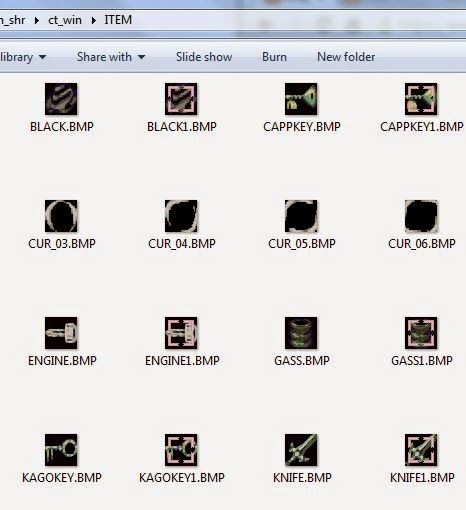 n_shr ct_win ITEM
library Share with Slide show Burn New folder
BLACK.BMP BLACK1.BMP CAPPKEY.BMP CAPPKEY1.BMP
CUR_03.BMP CUR_04.BMP CUR_05.BMP CUR_06.BMP
ENGINE.BMP ENGINE1.BMP GASS.BMP GASS1.BMP
KAGOKEY.BMP KAGOKEY1.BMP KNIFE.BMP KNIFE1.BMP